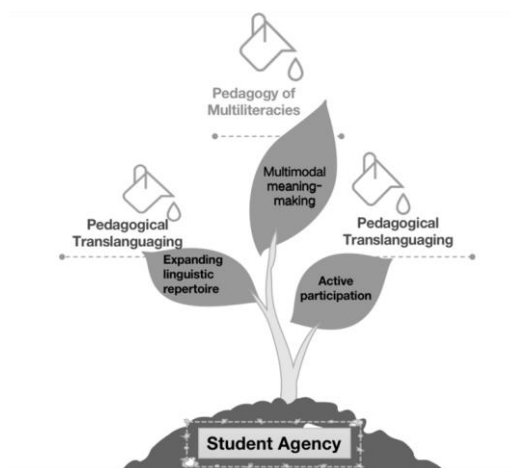 Pedagogy of
Multiliteracies
Multimodal
meaning-
making
Pedagogical
Translanguaging
Pedagogical
Translanguaging
Expanding
linguistic
repertoire
Active
participation
Student Agency